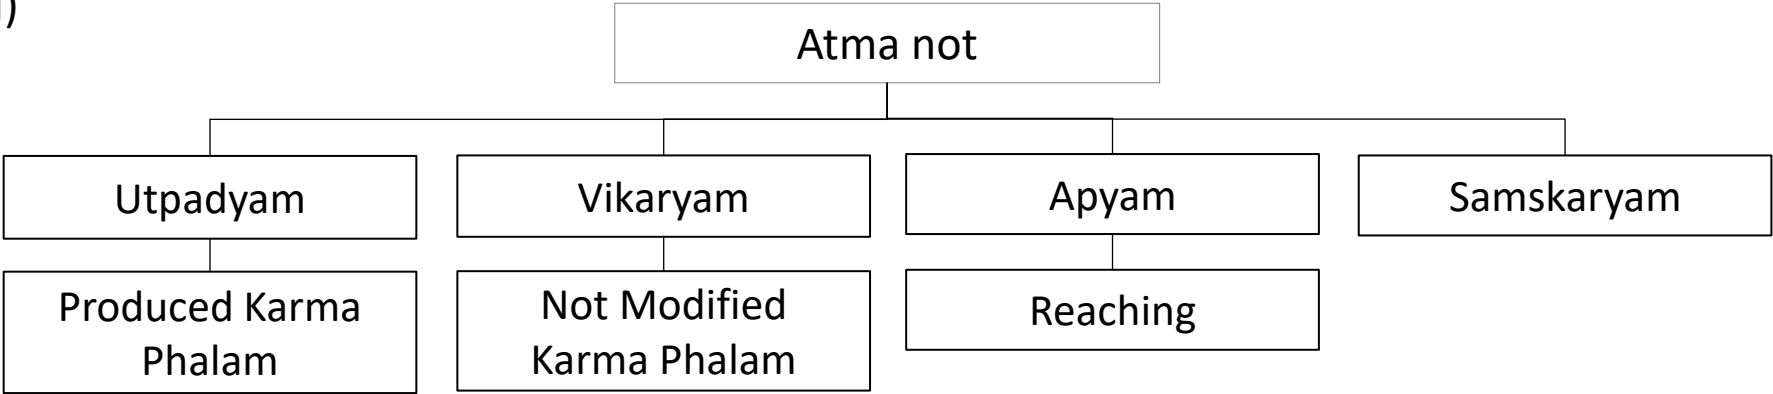 Atma not
Utpadyam
Vikaryam
Apyam
Samskaryam
Produced Karma
Phalam
Not Modified
Karma Phalam
Reaching